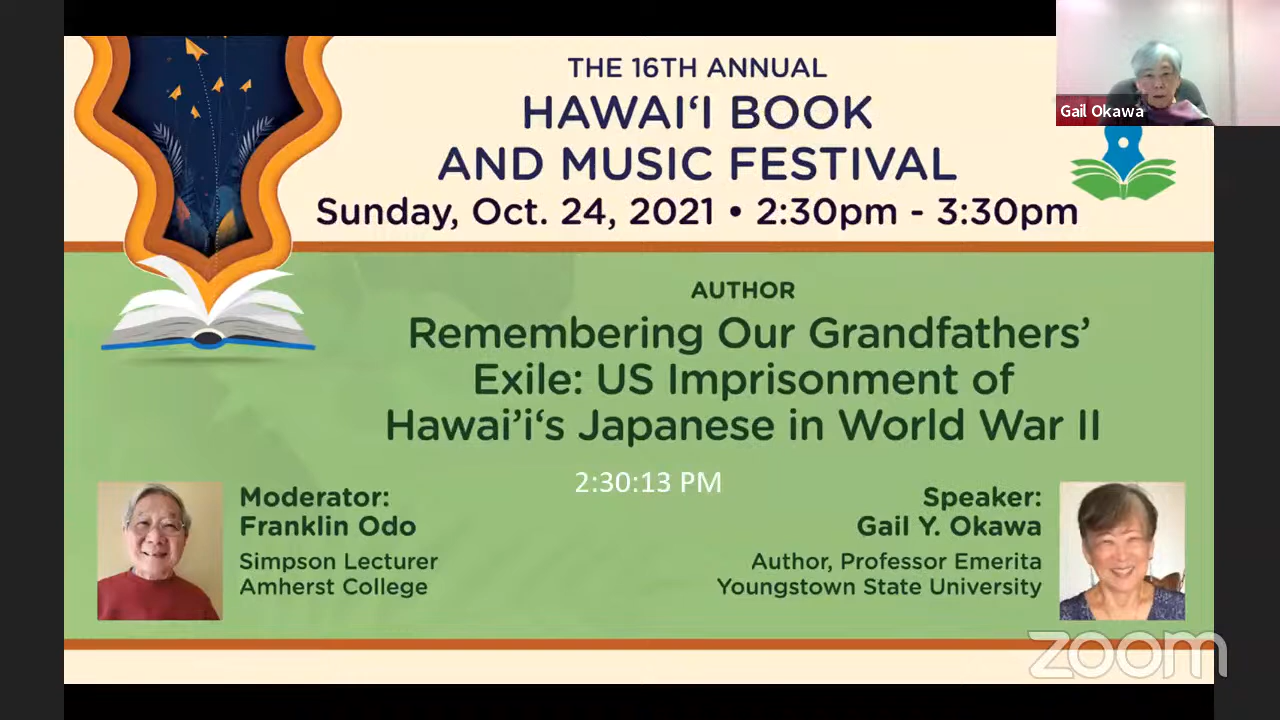 THE 16TH ANNUAL
HAWAI‘I BOOK
AND MUSIC FESTIVAL
Sunday, Oct. 24, 2021 • 2:30pm - 3:30pm
Gail Okawa
AUTHOR
Remembering Our Grandfathers’
Exile: US Imprisonment of
Hawai’i‘s Japanese in World War II
2:30:13 PM
Moderator:
Franklin Odo
Simpson Lecturer
Amherst College
Speaker:
Gail Y. Okawa
Author, Professor Emerita
Youngstown State University
zoom